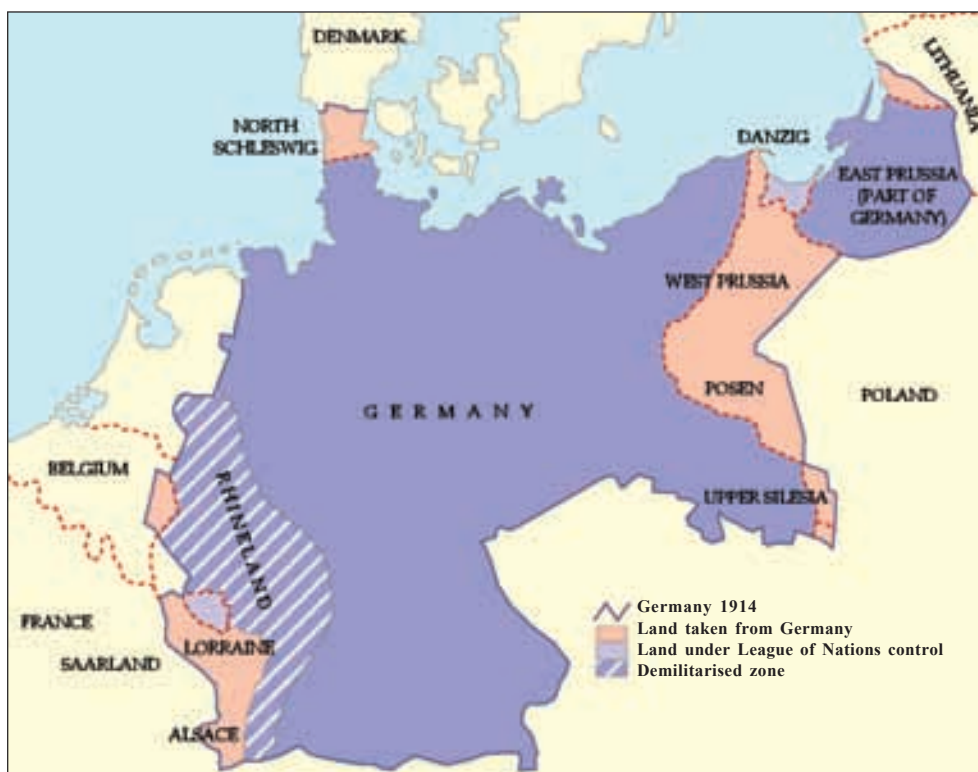 DENMARK
LITHUANIA
NORTH
SCHLESWIG
DANZIG
EAST PRUSSIA
(PART OF
GERMANY)
WEST PRUSSIA
POSEN
GERMANY
POLAND
BELGIUM
RHINELAND
UPPER SILESIA
FRANCE
SAARLAND
LORRAINE
ALSACE
Germany 1914
Land taken from Germany
Land under League of Nations control
Demilitarised zone